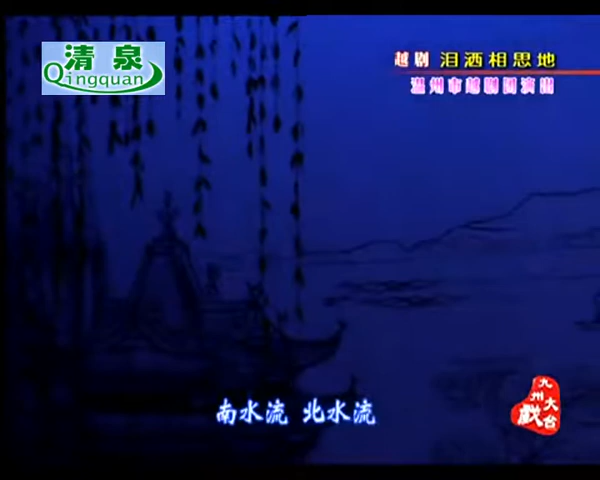 清泉
Qingquan
越剧 泪洒相思地
温州市越剧团演出
南水流 北水流
九州大戏台